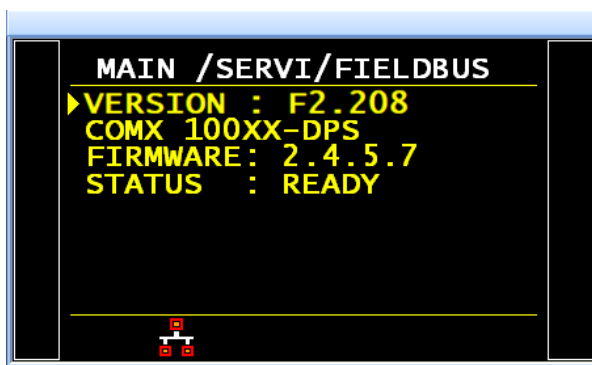 MAIN /SERVI/FIELDBUS
VERSION : F2.208
COMX 100XX-DPS
FIRMWARE: 2.4.5.7
STATUS : READY